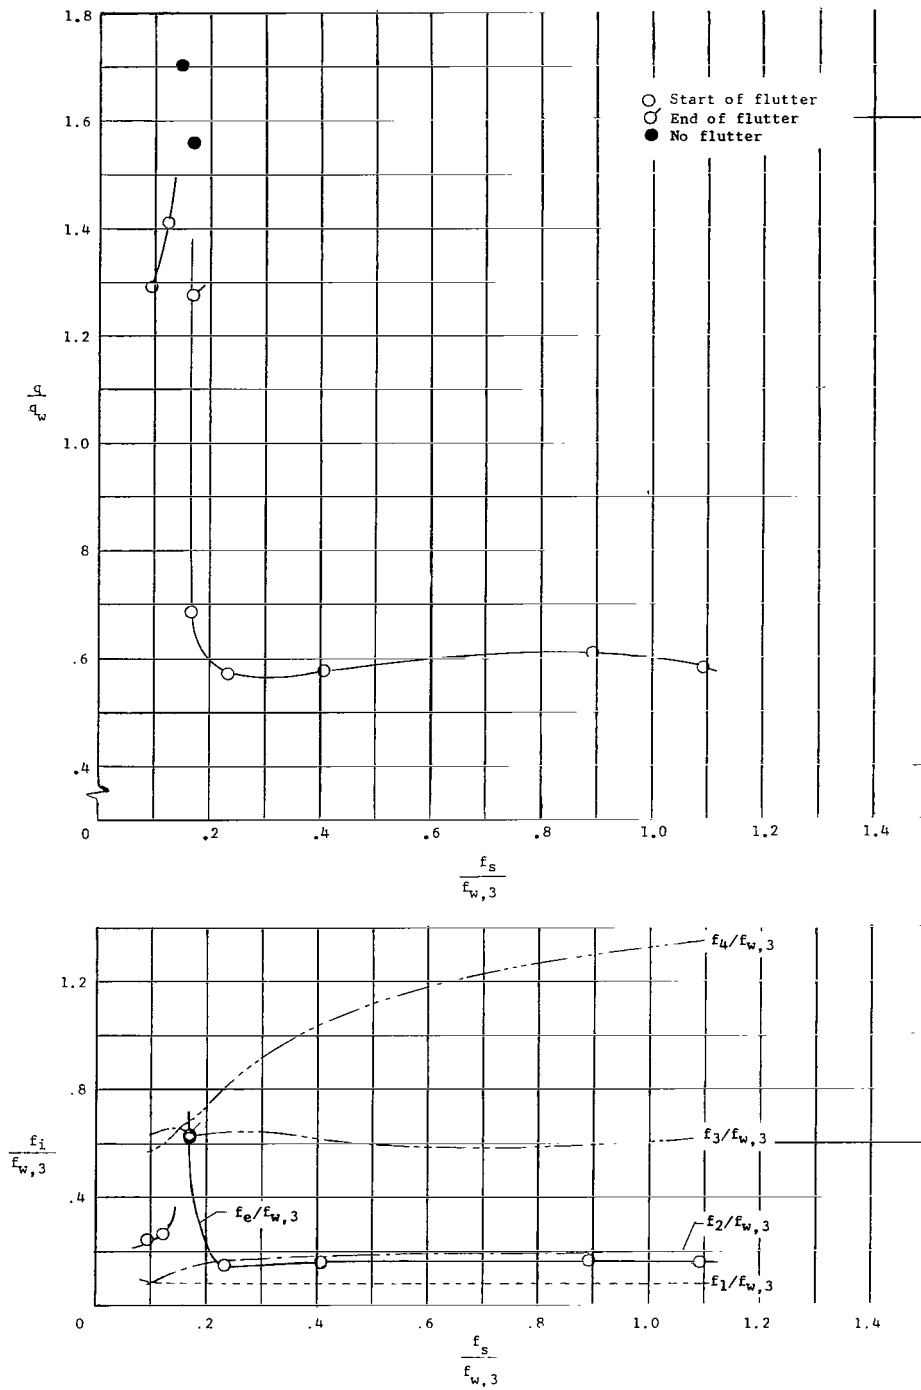 1.8
1.6
1.4
1.2
1.0
8
.6
.4
q
q_w
Start of flutter
End of flutter
No flutter
0
.2
.4
.6
.8
1.0
1.2
1.4
f_s
f_w,3
1.2
.8
.4
0
f_i
f_w,3
f_4/f_w,3
f_3/f_w,3
f_e/f_w,3
f_2/f_w,3
f_1/f_w,3
0
.2
.4
.6
.8
1.0
1.2
1.4
f_s
f_w,3